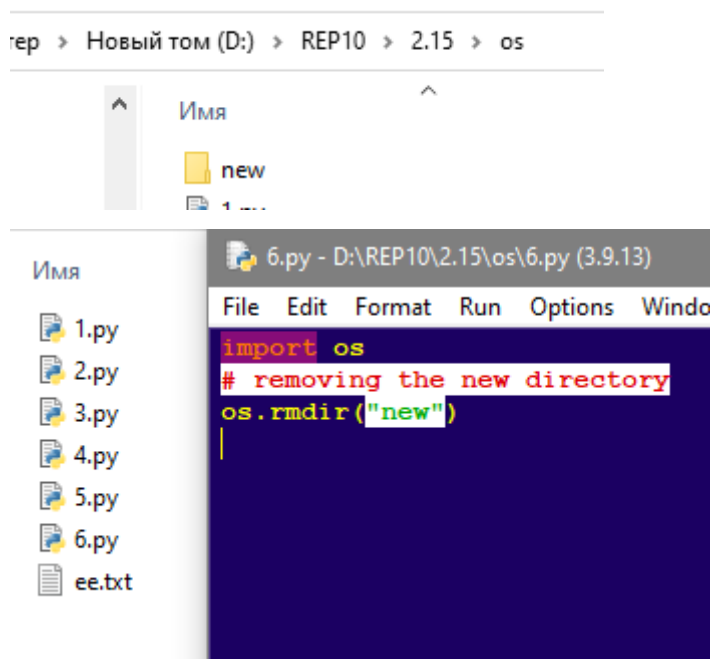 тер > Новый том (D:) > REP10 > 2.15 > os
Имя
new
1.py
Имя
1.py
2.py
3.py
4.py
5.py
6.py
ee.txt
6.py - D:\REP10\2.15\os\6.py (3.9.13)
File Edit Format Run Options Windo
import os
# removing the new directory
os.rmdir("new")